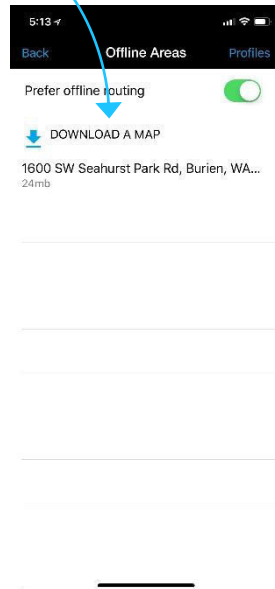 5:13
Back Offline Areas Profiles
Prefer offline routing
DOWNLOAD A MAP
1600 SW Seahurst Park Rd, Burien, WA...
24mb